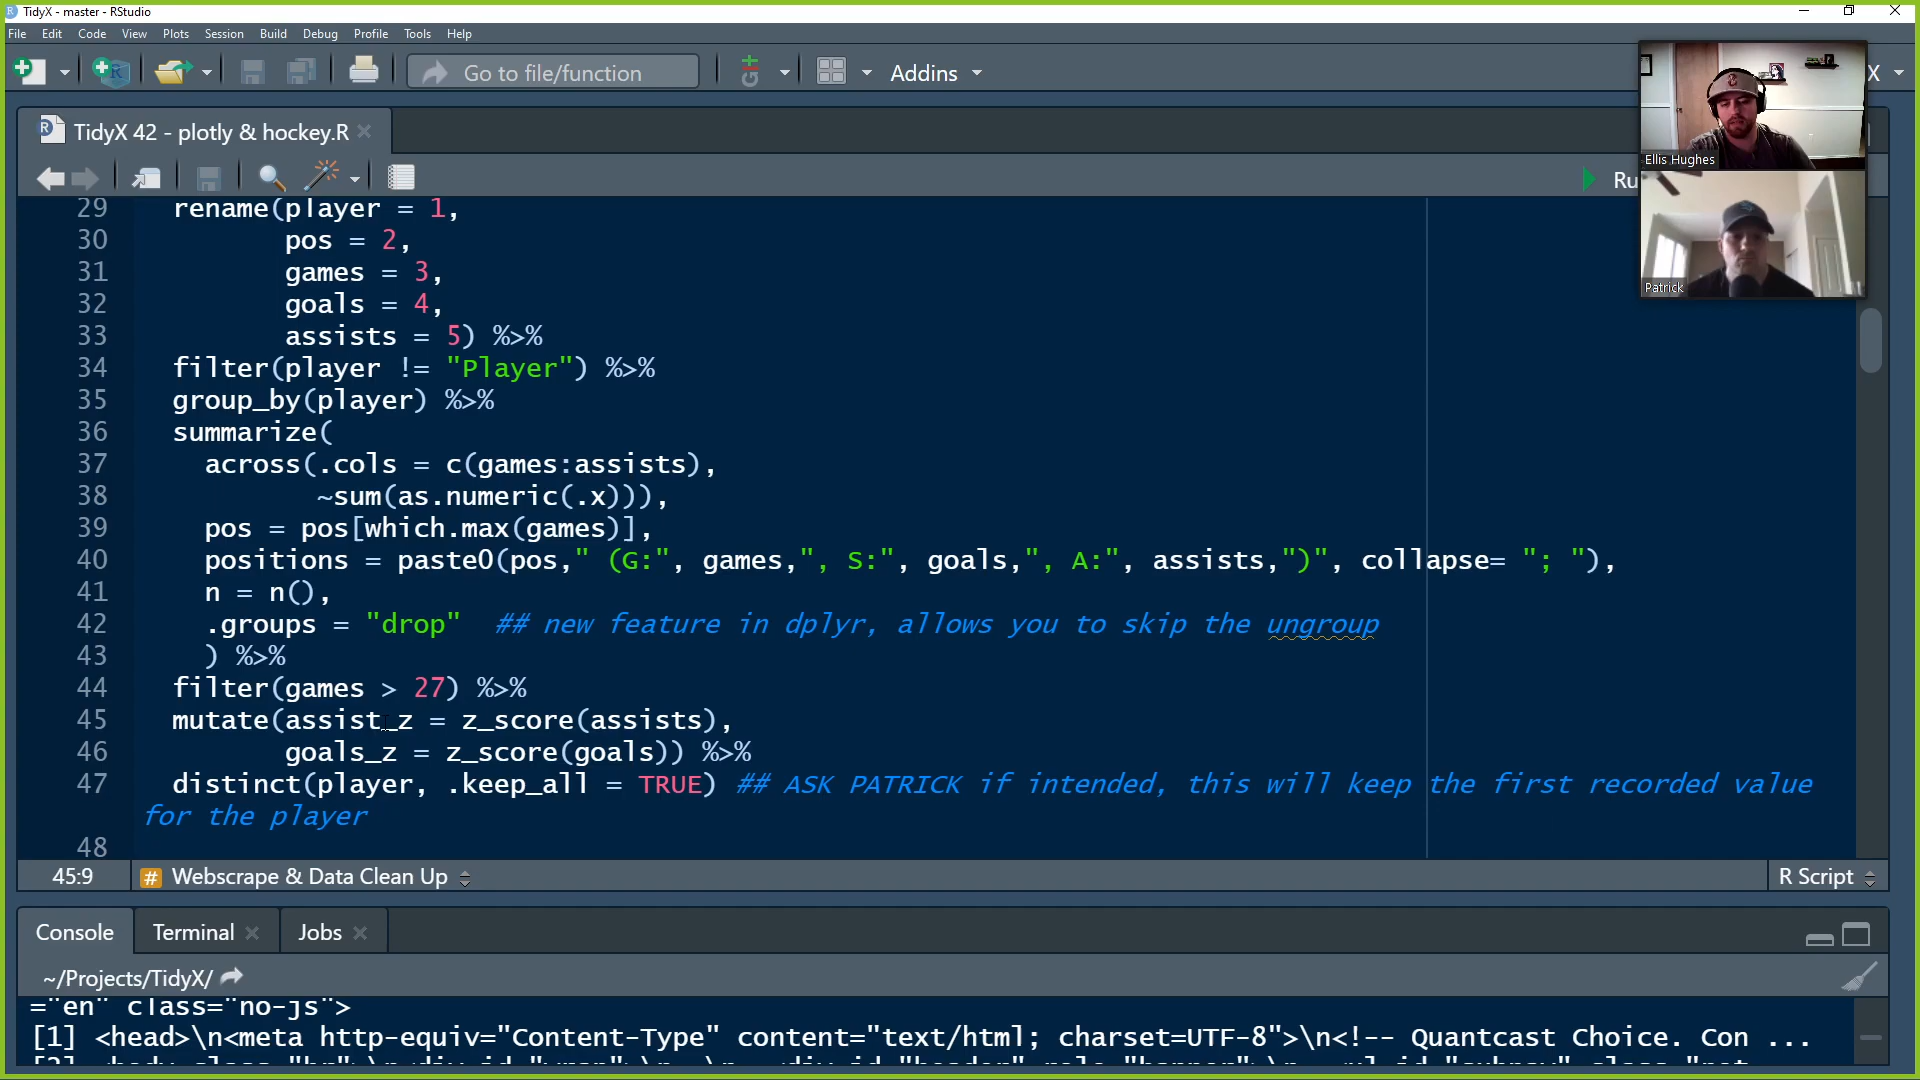 TidyX - master - RStudio
File Edit Code View Plots Session Build Debug Profile Tools Help
Go to file/function Addins X
TidyX 42 - plotly & hockey.R
Ru
Ellis Hughes
Patrick
29 rename(player = 1,
30 pos = 2,
31 games = 3,
32 goals = 4,
33 assists = 5) %>%
34 filter(player != "Player") %>%
35 group_by(player) %>%
36 summarize(
37 across(.cols = c(games:assists),
38 ~sum(as.numeric(.x))),
39 pos = pos[which.max(games)],
40 positions = paste0(pos," (G:", games,", S:", goals,", A:", assists,")", collapse= "; "),
41 n = n(),
42 .groups = "drop" ## new feature in dplyr, allows you to skip the ungroup
43 ) %>%
44 filter(games > 27) %>%
45 mutate(assist_z = z_score(assists),
46 goals_z = z_score(goals)) %>%
47 distinct(player, .keep_all = TRUE) ## ASK PATRICK if intended, this will keep the first recorded value
for the player
48
45:9 # Webscrape & Data Clean Up R Script
Console Terminal Jobs
~/Projects/TidyX/
="en" class="no-js">
[1] <head>\n<meta http-equiv="Content-Type" content="text/html; charset=UTF-8">\n<!-- Quantcast Choice. Con ...